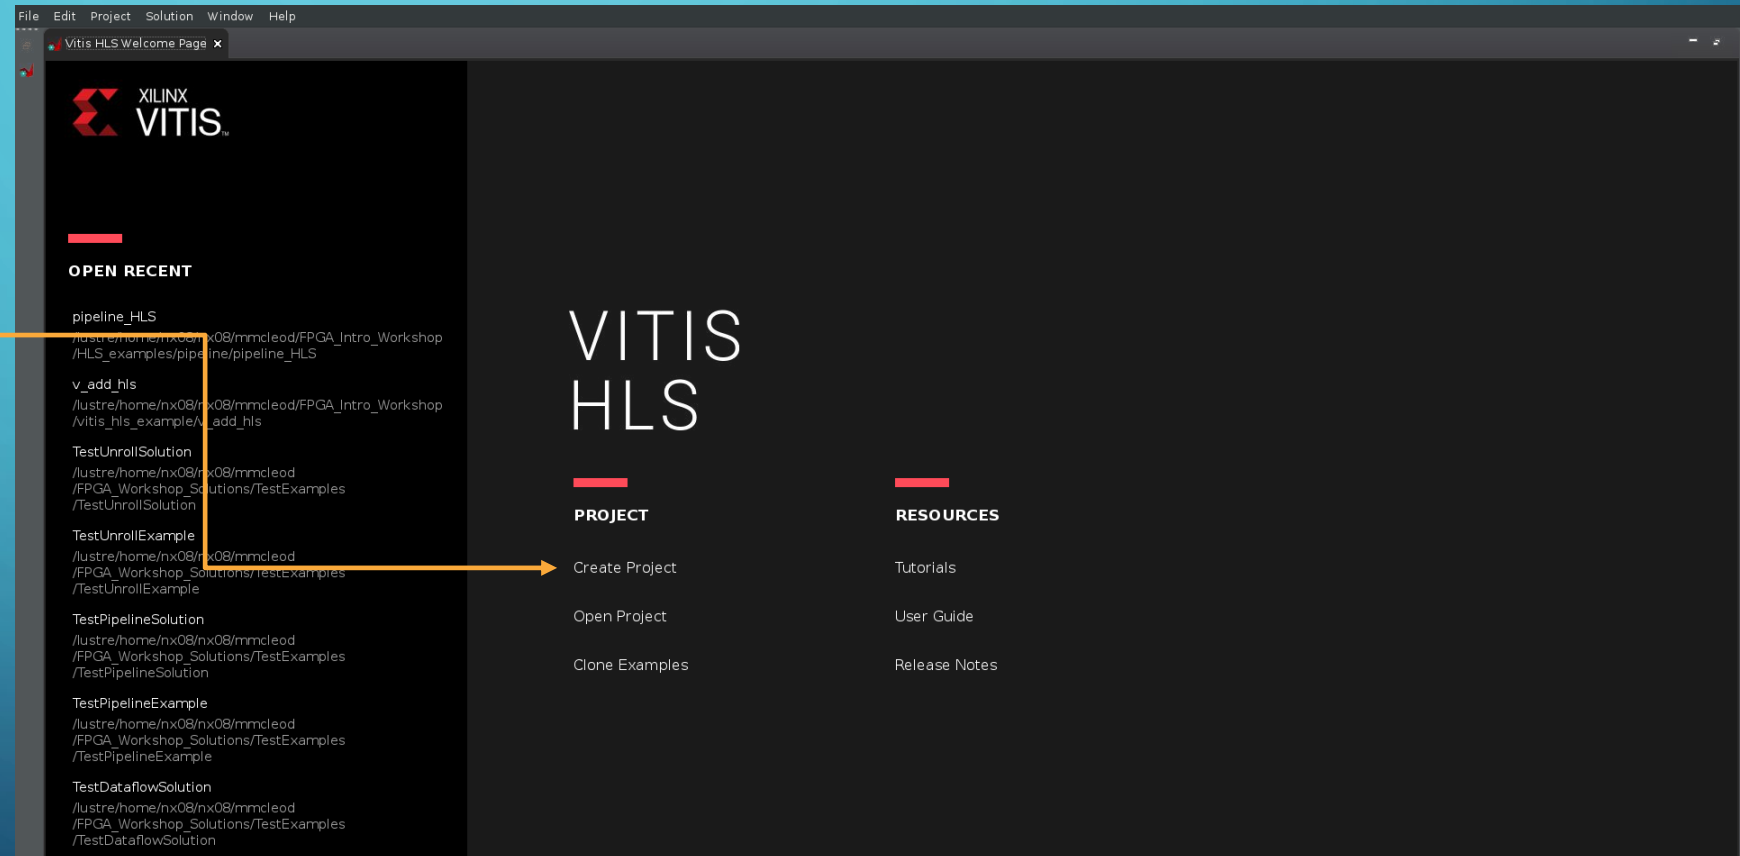 File Edit Project Solution Window Help
Vitis HLS Welcome Page
XILINX
VITIS™
OPEN RECENT
pipeline_HLS
/lustre/home/nx08/nx08/mmcleod/FPGA_Intro_Workshop
/HLS_examples/pipeline/pipeline_HLS
v_add_hls
/lustre/home/nx08/nx08/mmcleod/FPGA_Intro_Workshop
/vitis_hls_example/v_add_hls
TestUnrollSolution
/lustre/home/nx08/nx08/mmcleod
/FPGA_Workshop_Solutions/TestExamples
/TestUnrollSolution
TestUnrollExample
/lustre/home/nx08/nx08/mmcleod
/FPGA_Workshop_Solutions/TestExamples
/TestUnrollExample
TestPipelineSolution
/lustre/home/nx08/nx08/mmcleod
/FPGA_Workshop_Solutions/TestExamples
/TestPipelineSolution
TestPipelineExample
/lustre/home/nx08/nx08/mmcleod
/FPGA_Workshop_Solutions/TestExamples
/TestPipelineExample
TestDataflowSolution
/lustre/home/nx08/nx08/mmcleod
/FPGA_Workshop_Solutions/TestExamples
/TestDataflowSolution
VITIS
HLS
PROJECT
Create Project
Open Project
Clone Examples
RESOURCES
Tutorials
User Guide
Release Notes